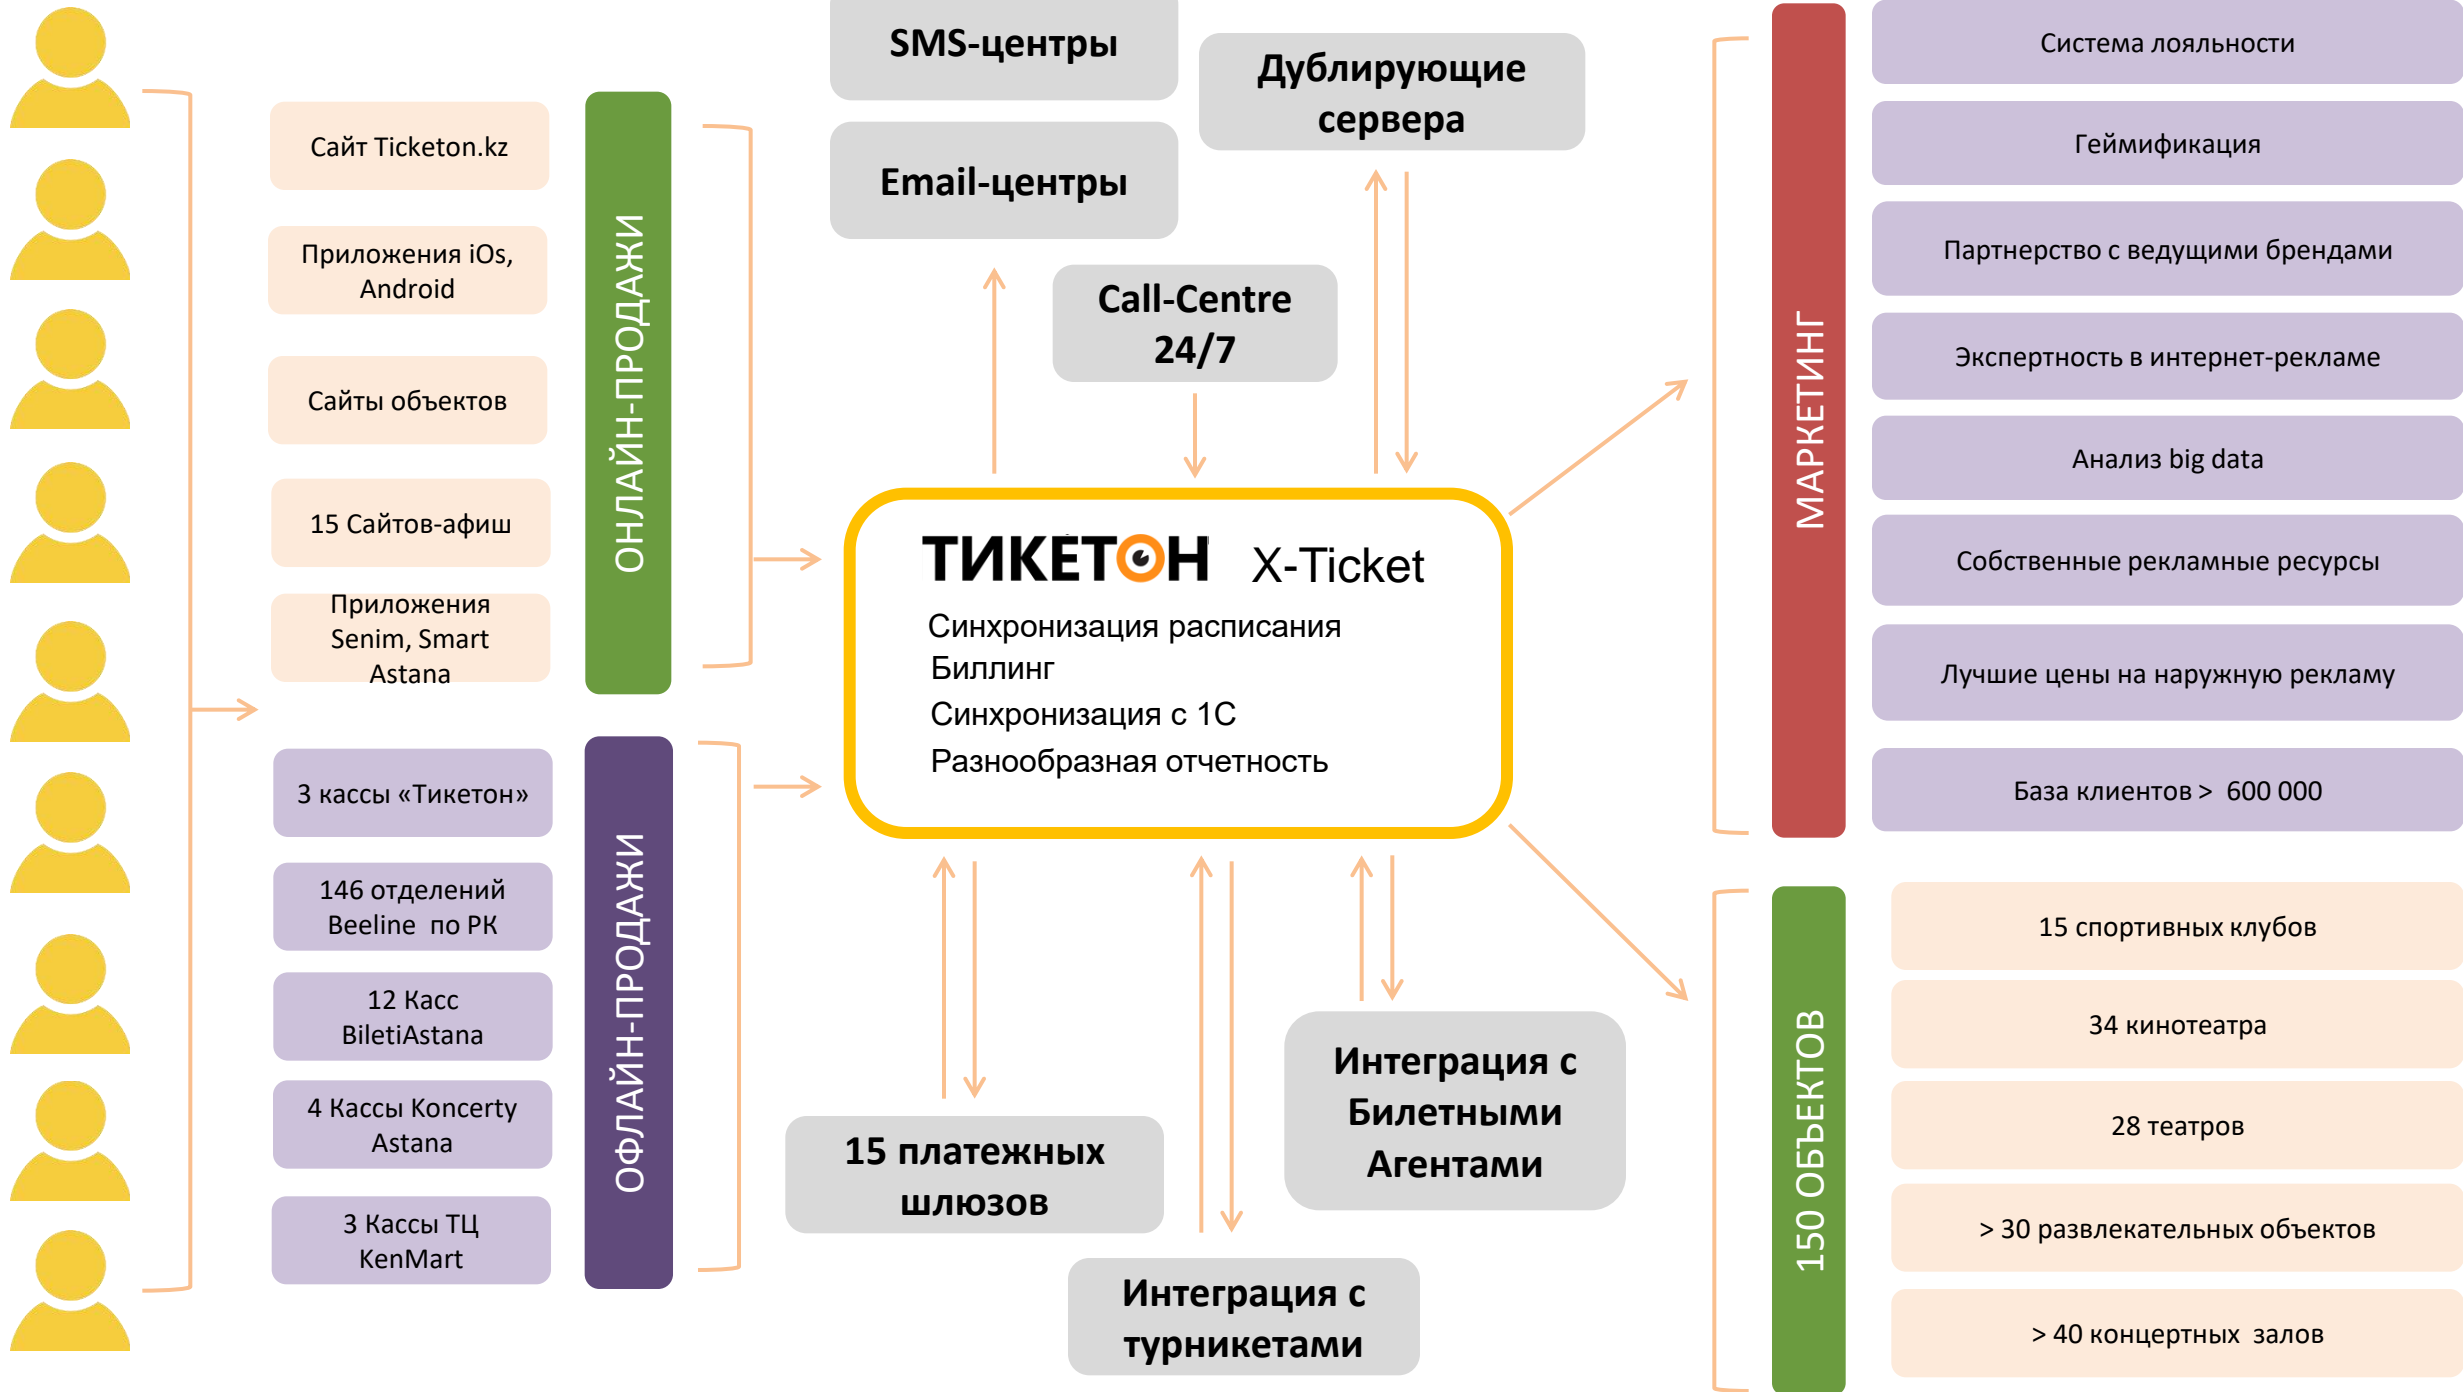 Сайт Ticketon.kz
Приложения iOs,
Android
Сайты объектов
15 Сайтов-афиш
Приложения
Senim, Smart
Astana
ОНЛАЙН-ПРОДАЖИ
3 кассы «Тикетон»
146 отделений
Beeline по РК
12 Касс
BiletiAstana
4 Кассы Koncerty
Astana
3 Кассы ТЦ
KenMart
ОФЛАЙН-ПРОДАЖИ
SMS-центры
Email-центры
Дублирующие
сервера
Call-Centre
24/7
ТИКЕТОН X-Ticket
Синхронизация расписания
Биллинг
Синхронизация с 1С
Разнообразная отчетность
15 платежных
шлюзов
Интеграция с
турникетами
Интеграция с
Билетными
Агентами
МАРКЕТИНГ
Система лояльности
Геймификация
Партнерство с ведущими брендами
Экспертность в интернет-рекламе
Анализ big data
Собственные рекламные ресурсы
Лучшие цены на наружную рекламу
База клиентов > 600 000
150 ОБЪЕКТОВ
15 спортивных клубов
34 кинотеатра
28 театров
> 30 развлекательных объектов
> 40 концертных залов